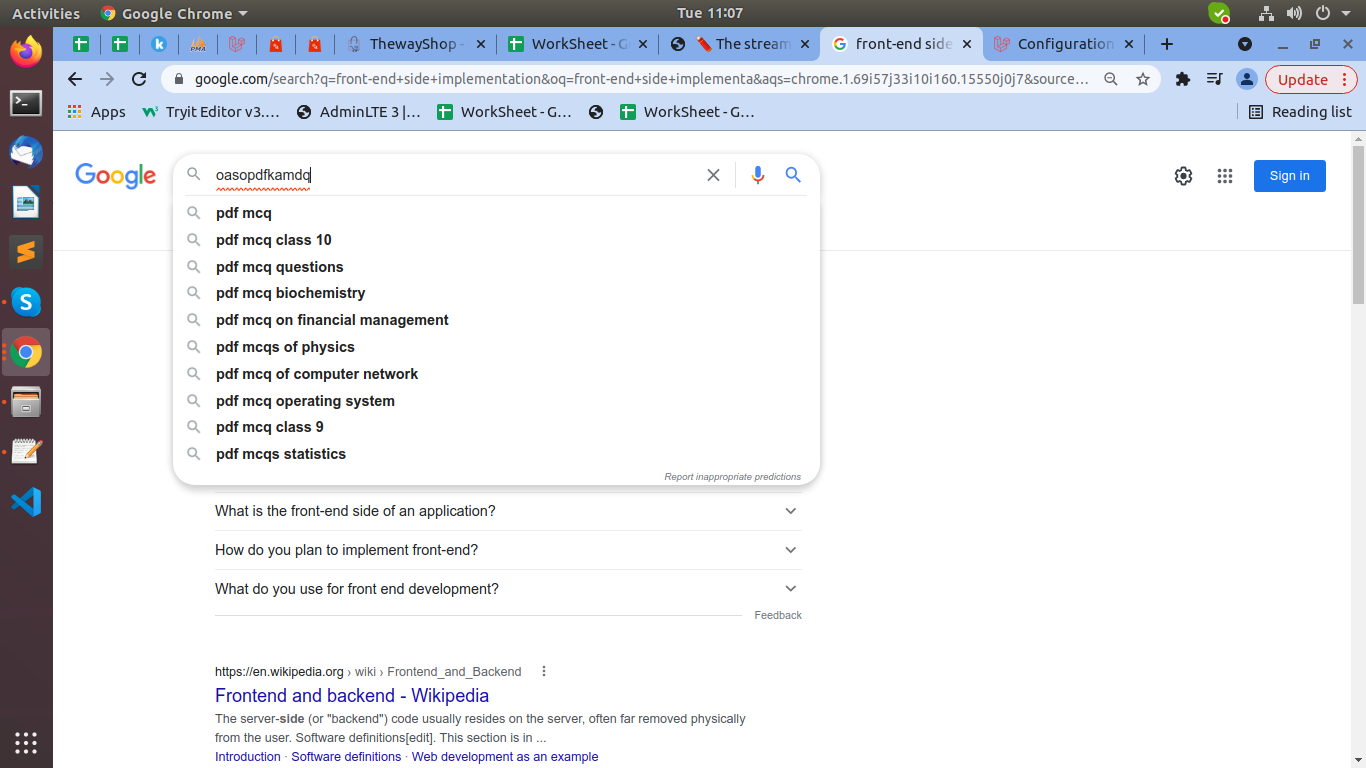 Activities Google Chrome Tue 11:07
ThewayShop - WorkSheet - G The stream front-end side Configuration
google.com/search?q=front-end+side+implementation&oq=front-end+side+implementa&aqs=chrome.1.69i57j33i10i160.15550j0j7&source... Update
Apps Tryit Editor v3.... AdminLTE 3 |... WorkSheet - G... WorkSheet - G... Reading list
Google oasopdfkamdq Sign in
pdf mcq
pdf mcq class 10
pdf mcq questions
pdf mcq biochemistry
pdf mcq on financial management
pdf mcqs of physics
pdf mcq of computer network
pdf mcq operating system
pdf mcq class 9
pdf mcqs statistics
Report inappropriate predictions
What is the front-end side of an application?
How do you plan to implement front-end?
What do you use for front end development?
Feedback
https://en.wikipedia.org › wiki › Frontend_and_Backend
Frontend and backend - Wikipedia
The server-side (or "backend") code usually resides on the server, often far removed physically
from the user. Software definitions[edit]. This section is in ...
Introduction · Software definitions · Web development as an example